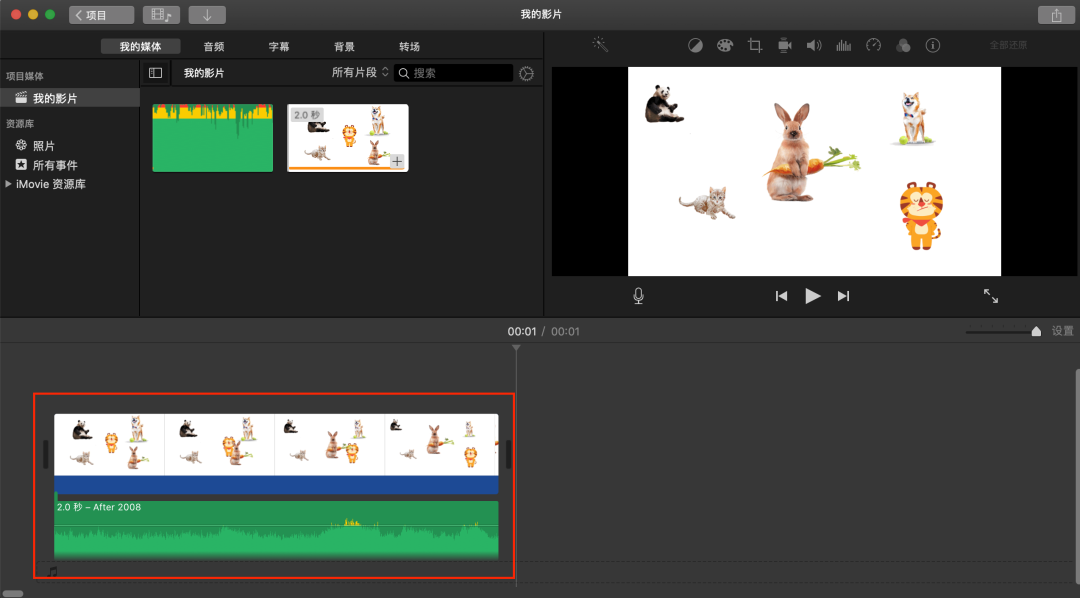 项目
我的影片
我的媒体
音频
字幕
背景
转场
全部还原
项目媒体
我的影片
所有片段
搜索
我的影片
资源库
照片
所有事件
iMovie 资源库
2.0 秒
00:01 / 00:01
设置
2.0 秒 – After 2008